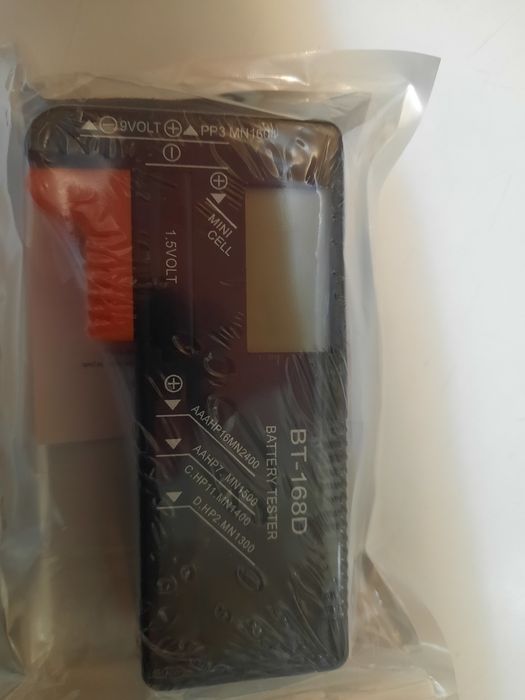 9VOLT
PP3 MN1604
MINI
CELL
1.5VOLT
AAAHP16MN2400
AAHP7. MN1500
C.HP11.MN1400
D.HP2.MN1300
BT-168D
BATTERY TESTER